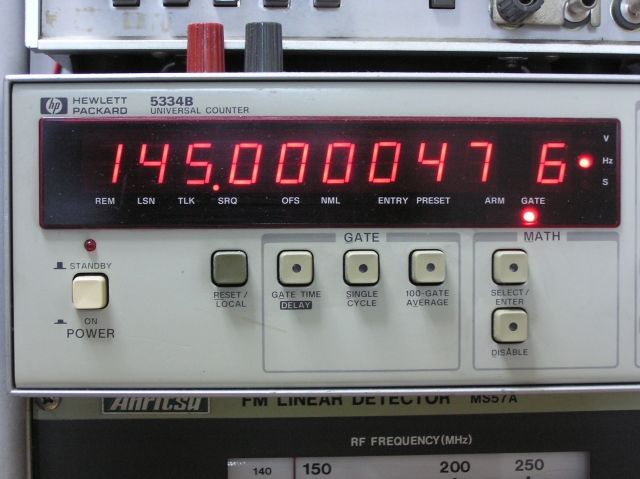 hp HEWLETT PACKARD 5334B
UNIVERSAL COUNTER
145.000047 6
V
Hz
S
REM LSN TLK SRQ OFS NML ENTRY PRESET ARM GATE
STANDBY
ON
POWER
RESET/
LOCAL
GATE
GATE TIME
DELAY
SINGLE
CYCLE
100-GATE
AVERAGE
MATH
SELECT/
ENTER
DISABLE
Anritsu FM LINEAR DETECTOR MS57A
RF FREQUENCY(MHz)
140 150 200 250